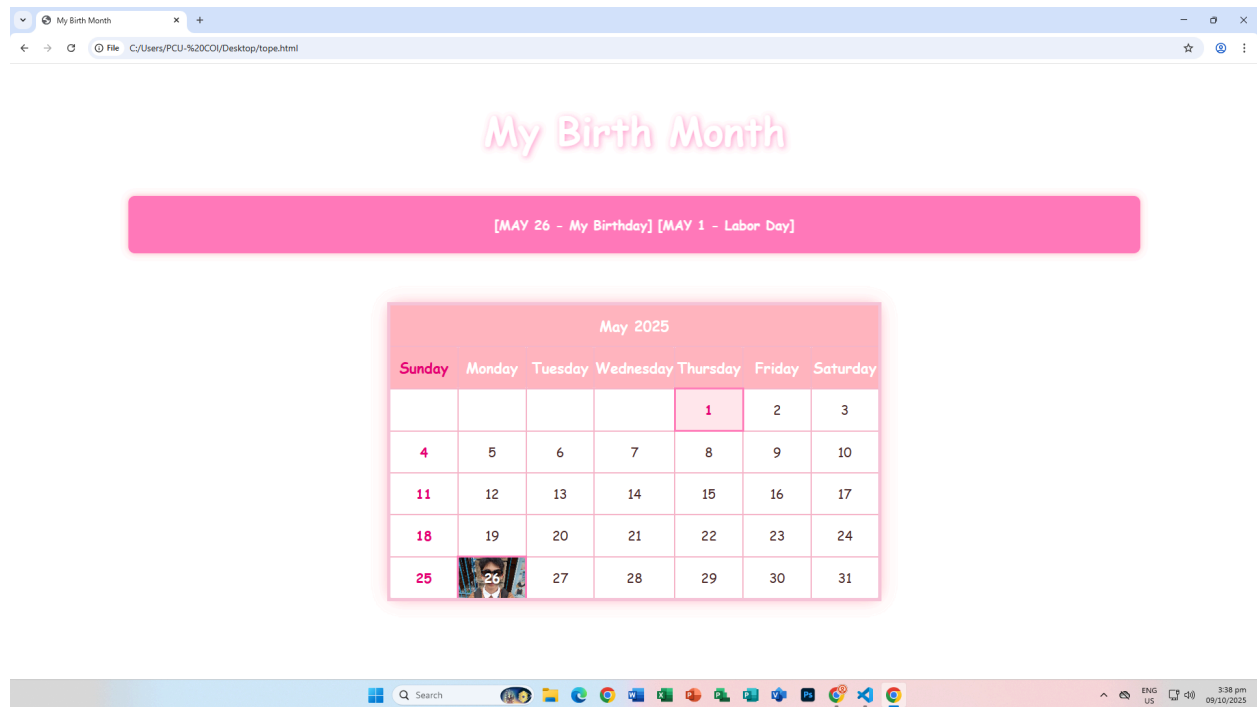 My Birth Month
File C:/Users/PCU-%20COI/Desktop/tope.html
My Birth Month
[MAY 26 - My Birthday] [MAY 1 - Labor Day]
May 2025
Sunday Monday Tuesday Wednesday Thursday Friday Saturday
1 2 3
4 5 6 7 8 9 10
11 12 13 14 15 16 17
18 19 20 21 22 23 24
25 26 27 28 29 30 31
Search
ENG
US
3:38 pm
09/10/2025